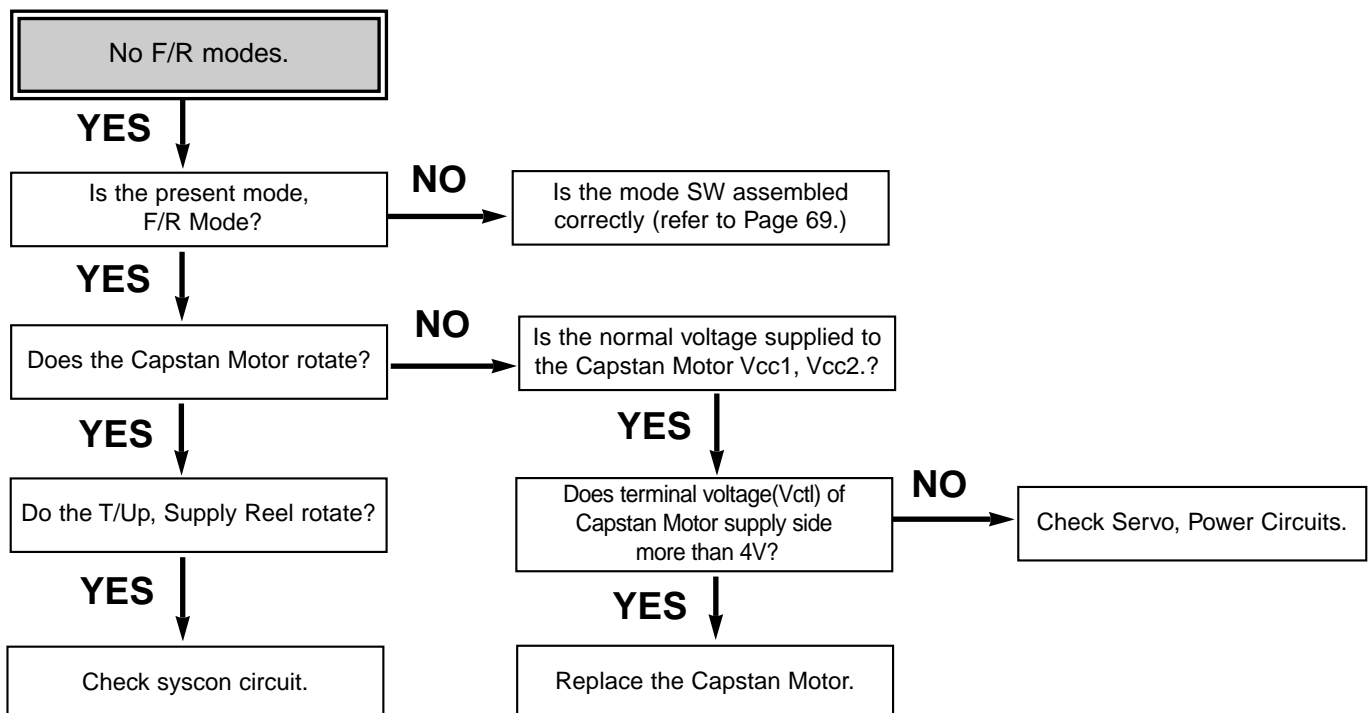 No F/R modes.
YES
Is the present mode,
F/R Mode?
NO
Is the mode SW assembled
correctly (refer to Page 69.)
YES
Does the Capstan Motor rotate?
NO
Is the normal voltage supplied to
the Capstan Motor Vcc1, Vcc2.?
YES
YES
Do the T/Up, Supply Reel rotate?
Does terminal voltage(Vctl) of
Capstan Motor supply side
more than 4V?
NO
Check Servo, Power Circuits.
YES
YES
Check syscon circuit.
Replace the Capstan Motor.